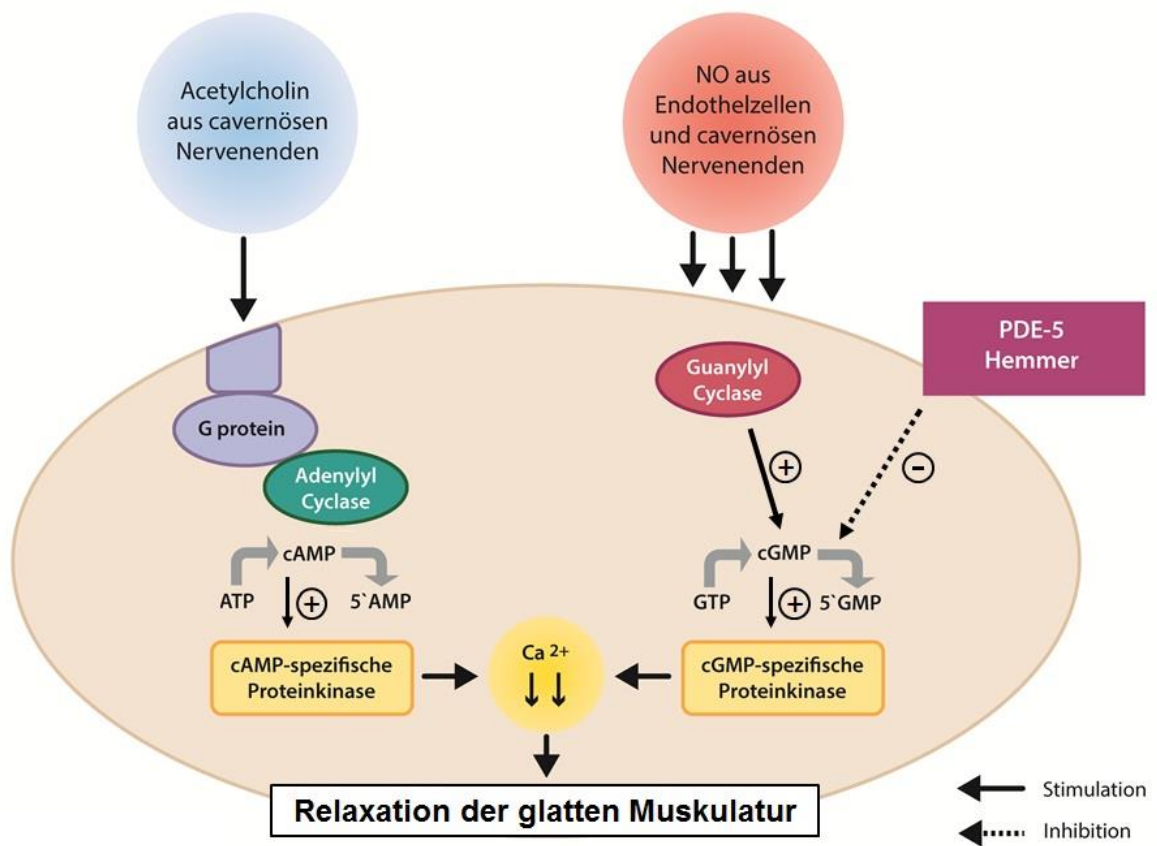 Acetylcholin
aus cavernösen
Nervenenden
NO aus
Endothelzellen
und cavernösen
Nervenenden
PDE-5
Hemmer
Guanylyl
Cyclase
G protein
Adenylyl
Cyclase
+
−
cAMP
ATP
+
5`AMP
cGMP
GTP
+
5`GMP
cAMP-spezifische
Proteinkinase
Ca 2+
↓ ↓
cGMP-spezifische
Proteinkinase
Relaxation der glatten Muskulatur
Stimulation
Inhibition